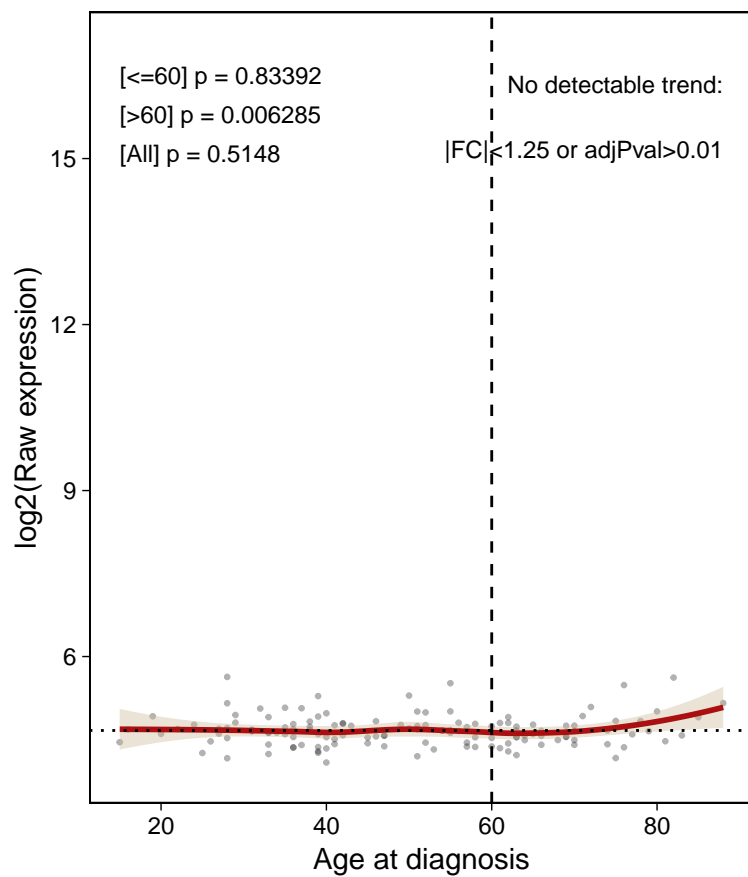 [<=60] p = 0.83392
[>60] p = 0.006285
[All] p = 0.5148
No detectable trend:
|FC|<1.25 or adjPval>0.01
log2(Raw expression)
15
12
9
6
20
40
60
80
Age at diagnosis